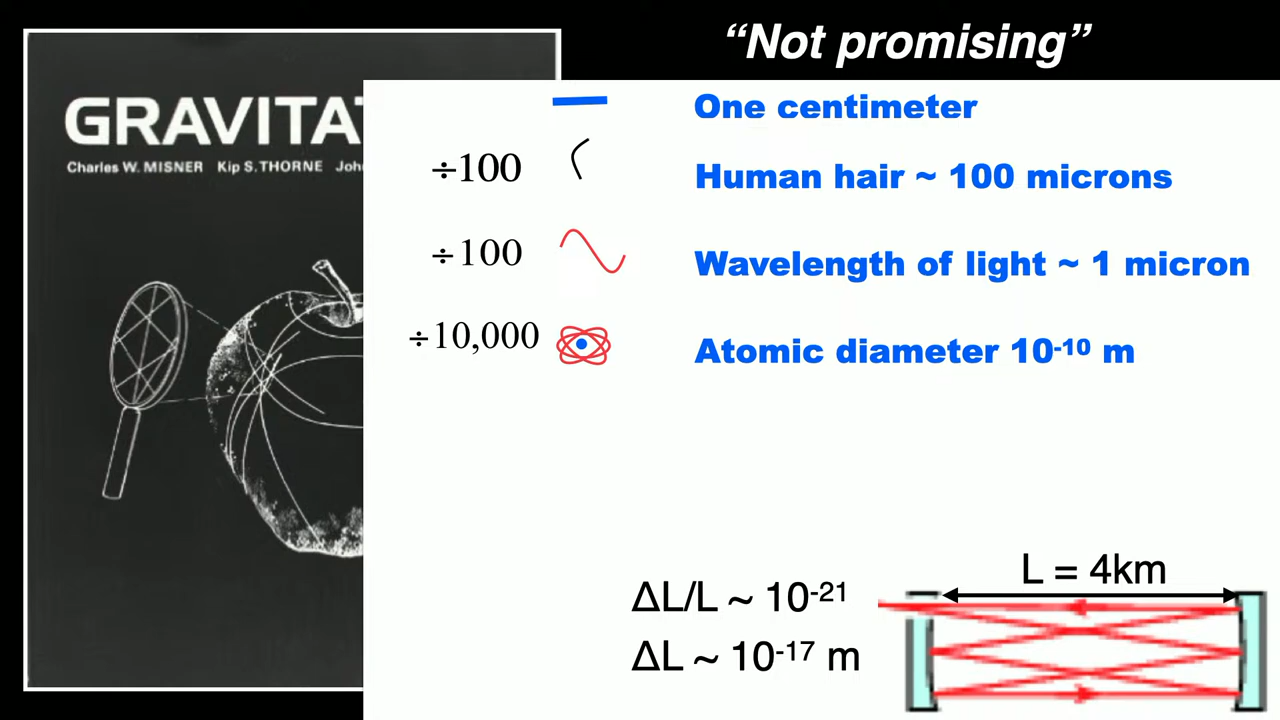 “Not promising”
GRAVITAT
Charles W. MISNER Kip S. THORNE Joh
One centimeter
÷100 Human hair ~ 100 microns
÷100 Wavelength of light ~ 1 micron
÷10,000 Atomic diameter 10⁻¹⁰ m
L = 4km
ΔL/L ~ 10⁻²¹
ΔL ~ 10⁻¹⁷ m